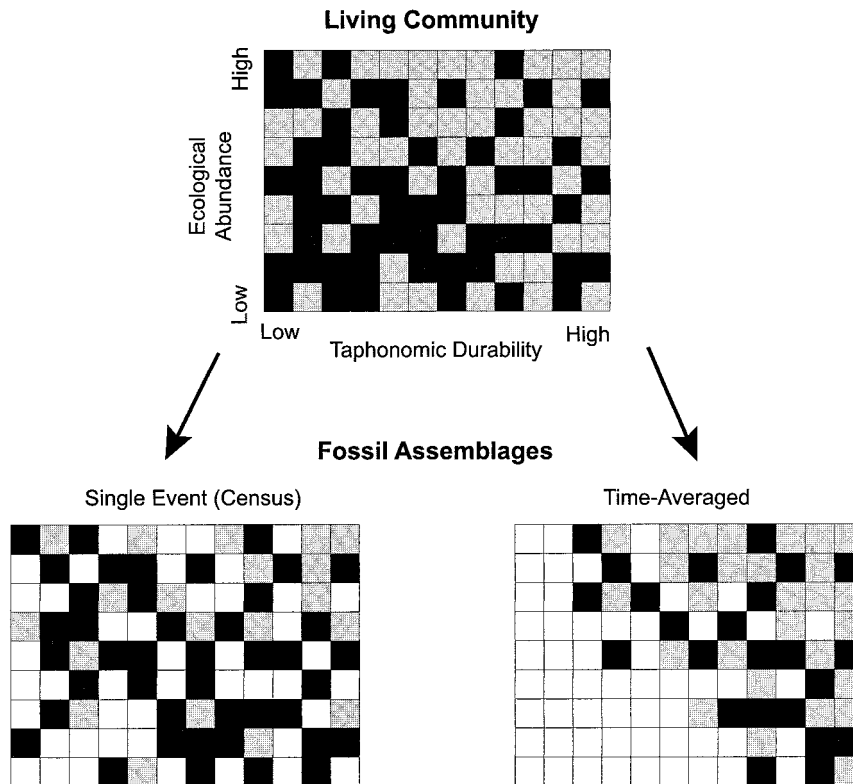 Living Community
High
Ecological
Abundance
Low
Low
High
Taphonomic Durability
Fossil Assemblages
Single Event (Census)
Time-Averaged